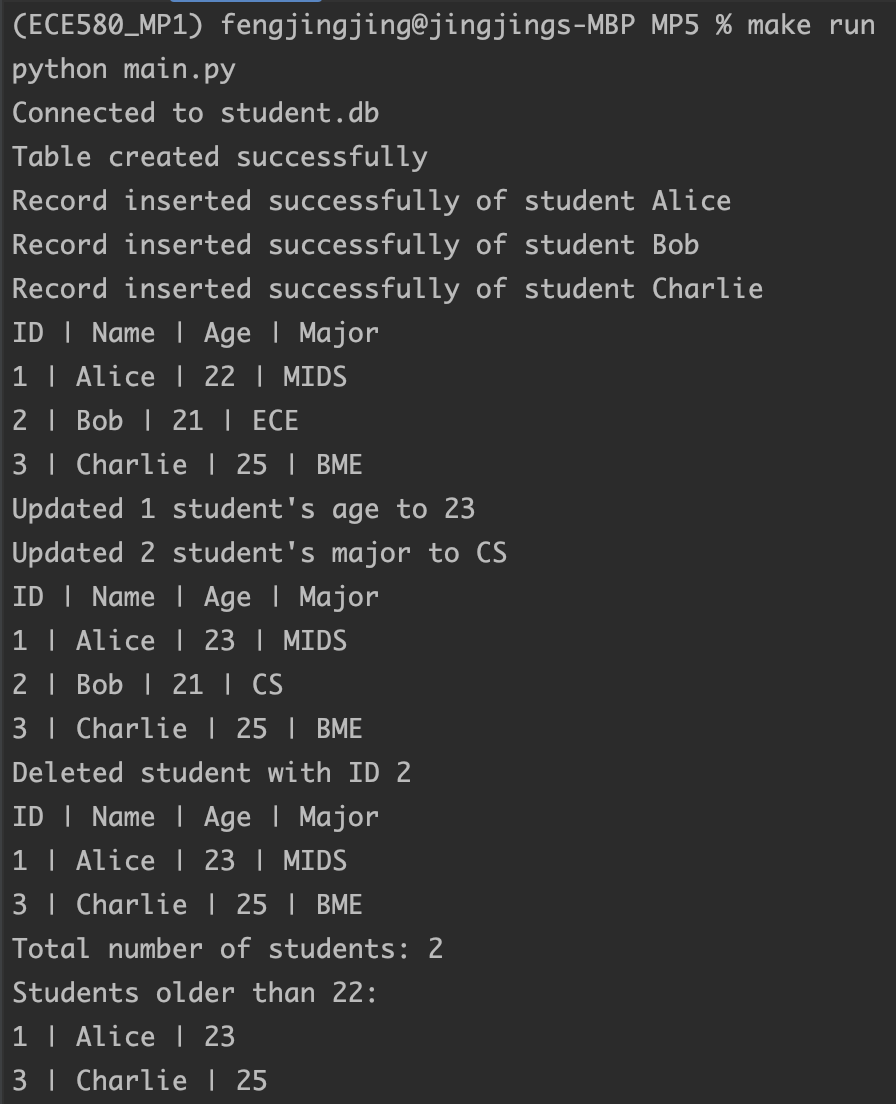 (ECE580_MP1) fengjingjing@jingjings-MBP MP5 % make run
python main.py
Connected to student.db
Table created successfully
Record inserted successfully of student Alice
Record inserted successfully of student Bob
Record inserted successfully of student Charlie
ID | Name | Age | Major
1 | Alice | 22 | MIDS
2 | Bob | 21 | ECE
3 | Charlie | 25 | BME
Updated 1 student's age to 23
Updated 2 student's major to CS
ID | Name | Age | Major
1 | Alice | 23 | MIDS
2 | Bob | 21 | CS
3 | Charlie | 25 | BME
Deleted student with ID 2
ID | Name | Age | Major
1 | Alice | 23 | MIDS
3 | Charlie | 25 | BME
Total number of students: 2
Students older than 22:
1 | Alice | 23
3 | Charlie | 25